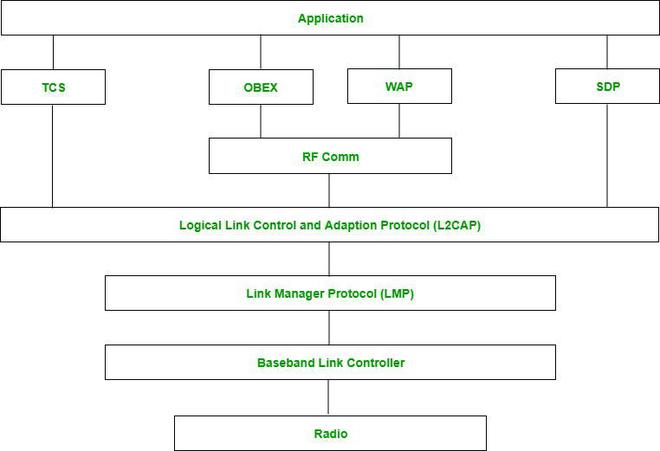 Application
TCS
OBEX
WAP
SDP
RF Comm
Logical Link Control and Adaption Protocol (L2CAP)
Link Manager Protocol (LMP)
Baseband Link Controller
Radio